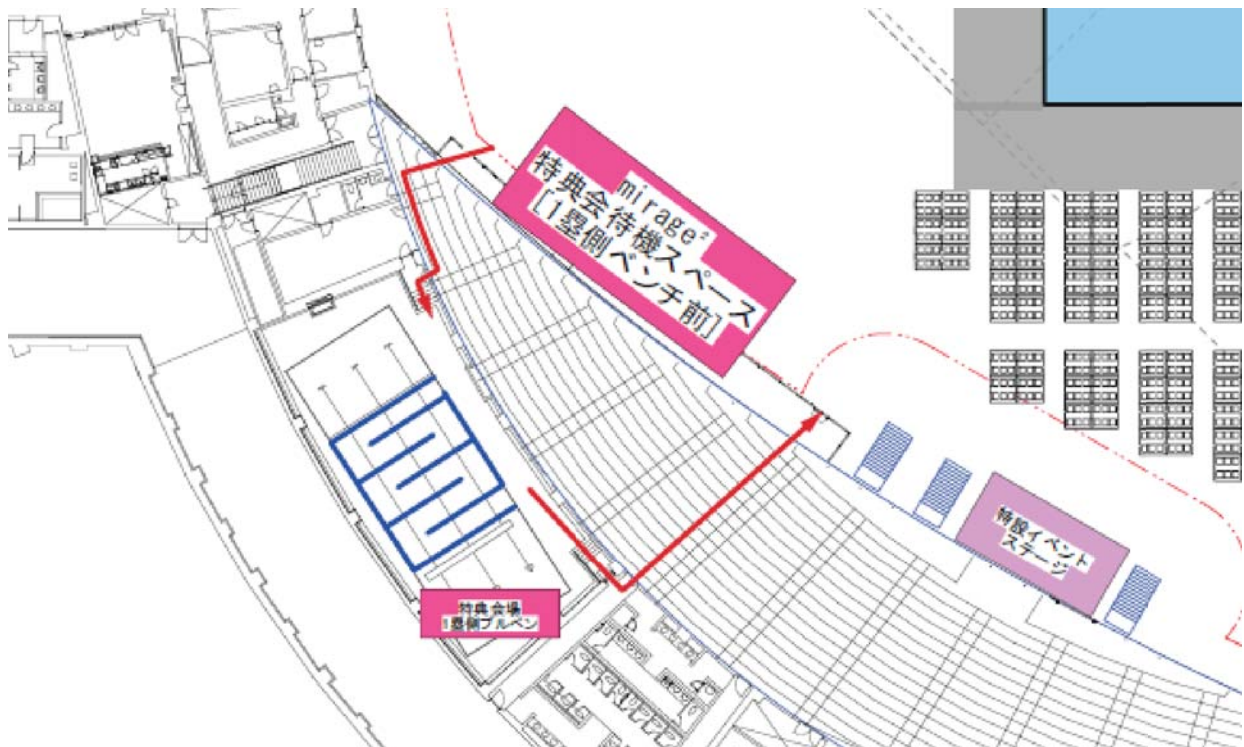 mirage²
特典会待機スペース
[1塁側ベンチ前]
特設イベント
ステージ
特典会場
1塁側ブルペン